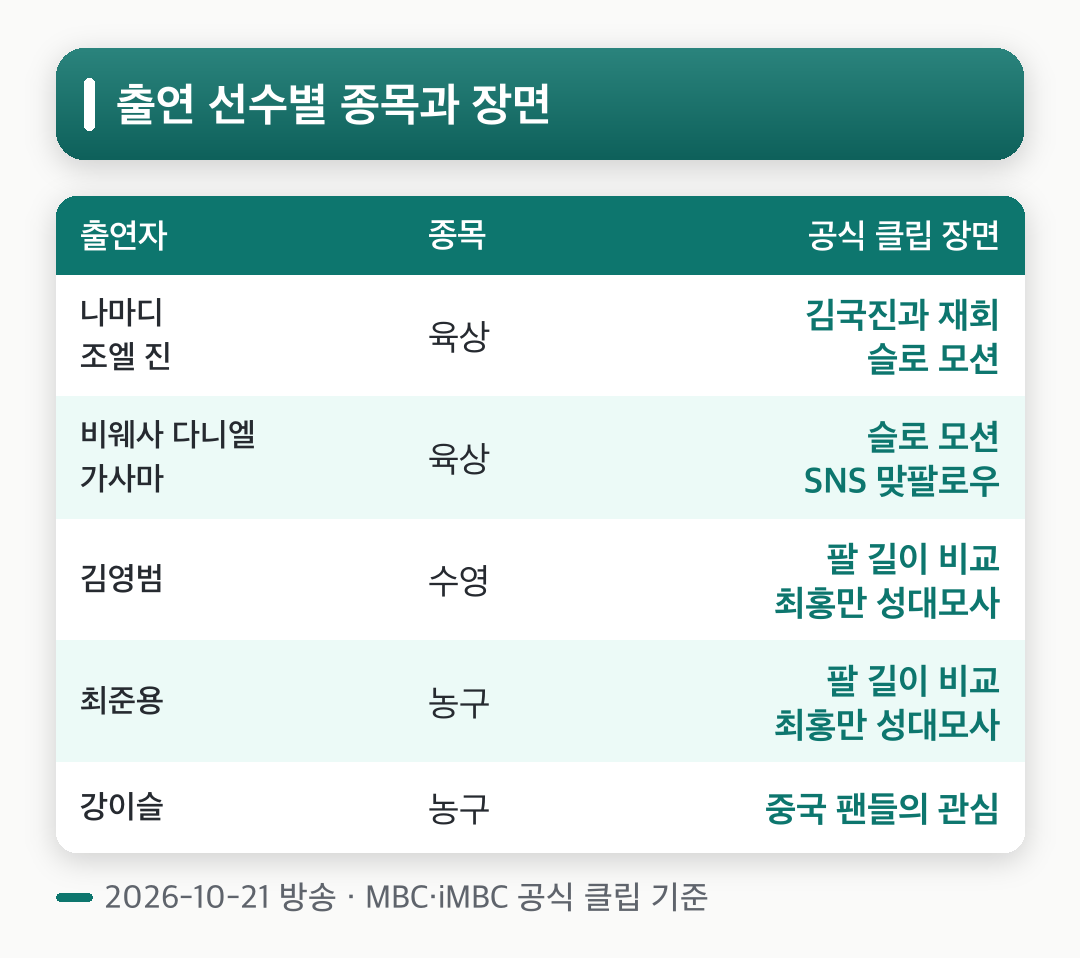 출연 선수별 종목과 장면
출연자 종목 공식 클립 장면
나마디
조엘 진
육상
김국진과 재회
슬로 모션
비웨사 다니엘
가사마
육상
슬로 모션
SNS 맞팔로우
김영범
수영
팔 길이 비교
최홍만 성대모사
최준용
농구
팔 길이 비교
최홍만 성대모사
강이슬 농구 중국 팬들의 관심
2026-10-21 방송 · MBC·iMBC 공식 클립 기준